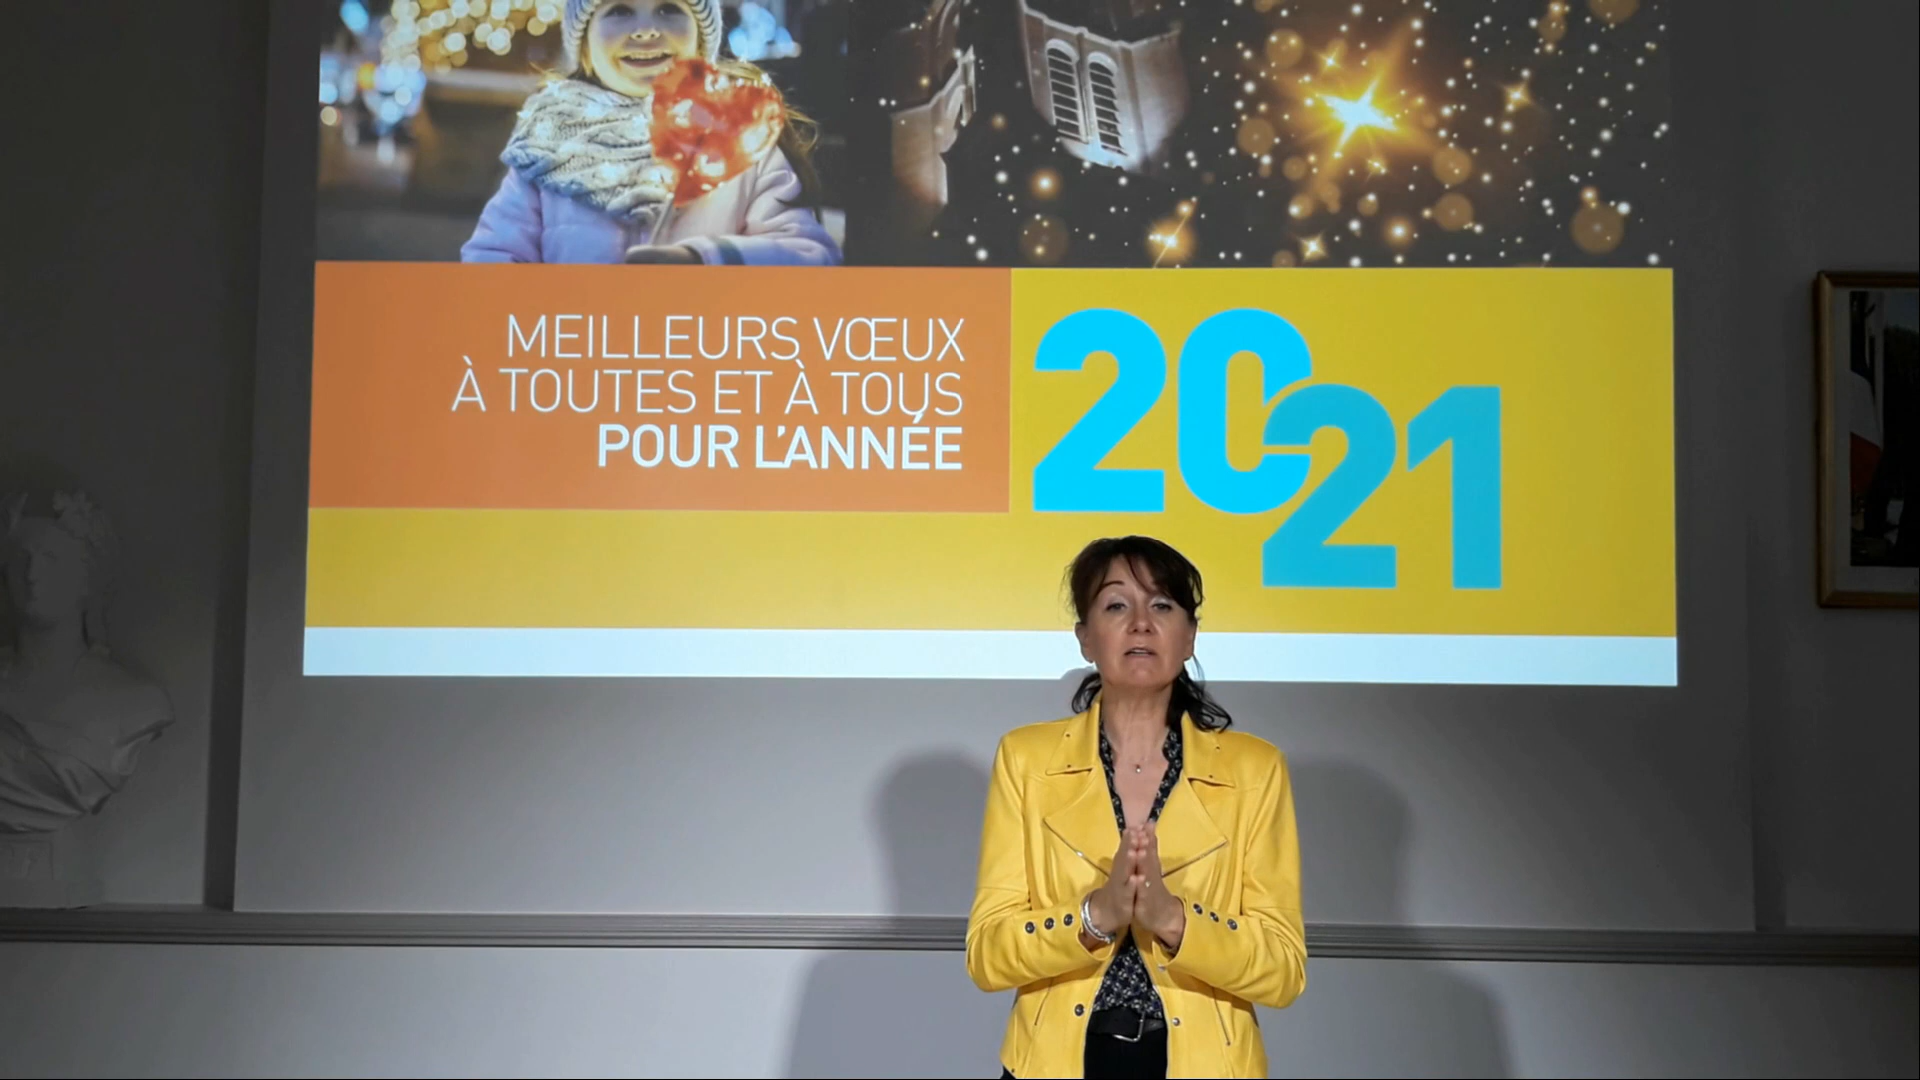 MEILLEURS VŒUX
À TOUTES ET À TOUS
POUR L'ANNÉE
2021